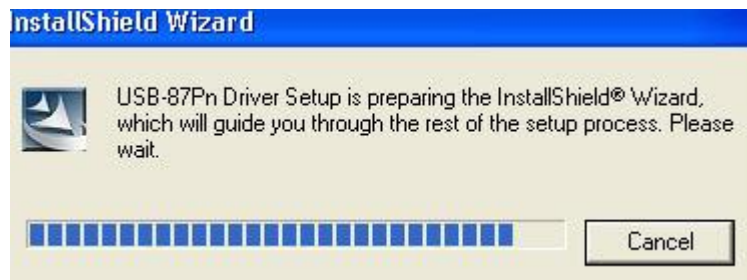 InstallShield Wizard
USB-87Pn Driver Setup is preparing the InstallShield® Wizard,
which will guide you through the rest of the setup process. Please
wait.
Cancel